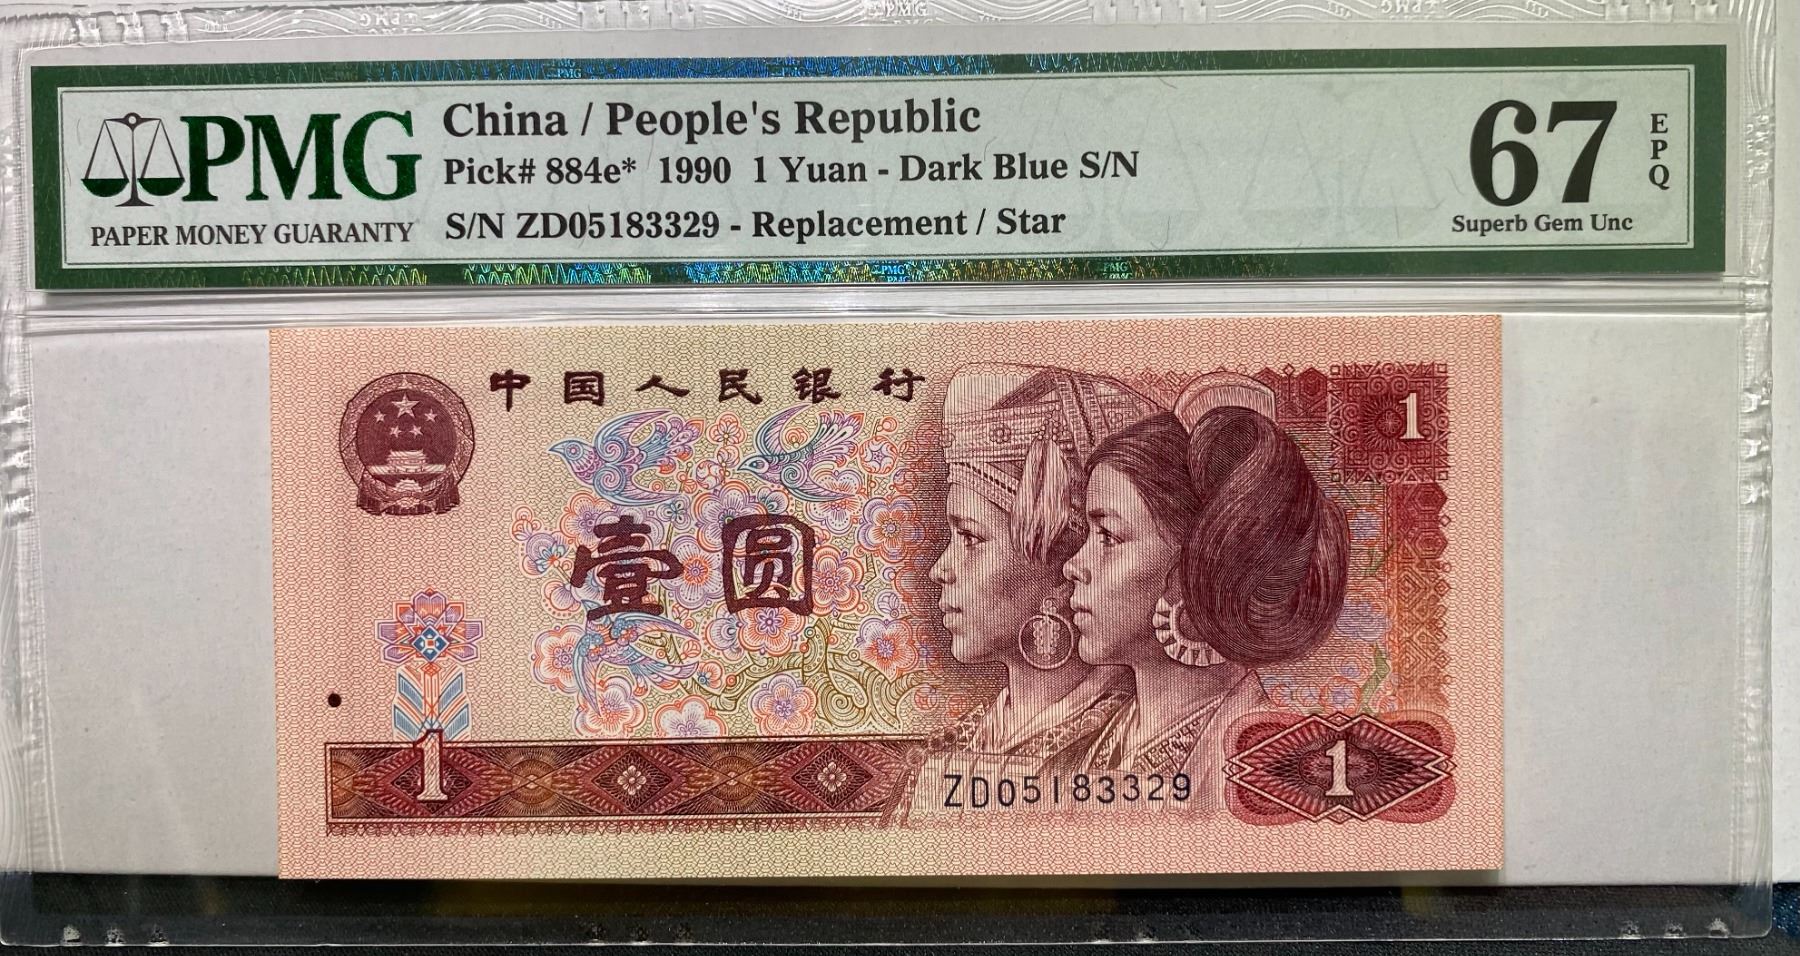 PMG
PAPER MONEY GUARANTY
China / People's Republic
Pick# 884e* 1990 1 Yuan - Dark Blue S/N
S/N ZD05183329 - Replacement / Star
67
EPQ
Superb Gem Unc
中国人民银行
1
壹圆
1
ZD05183329
1